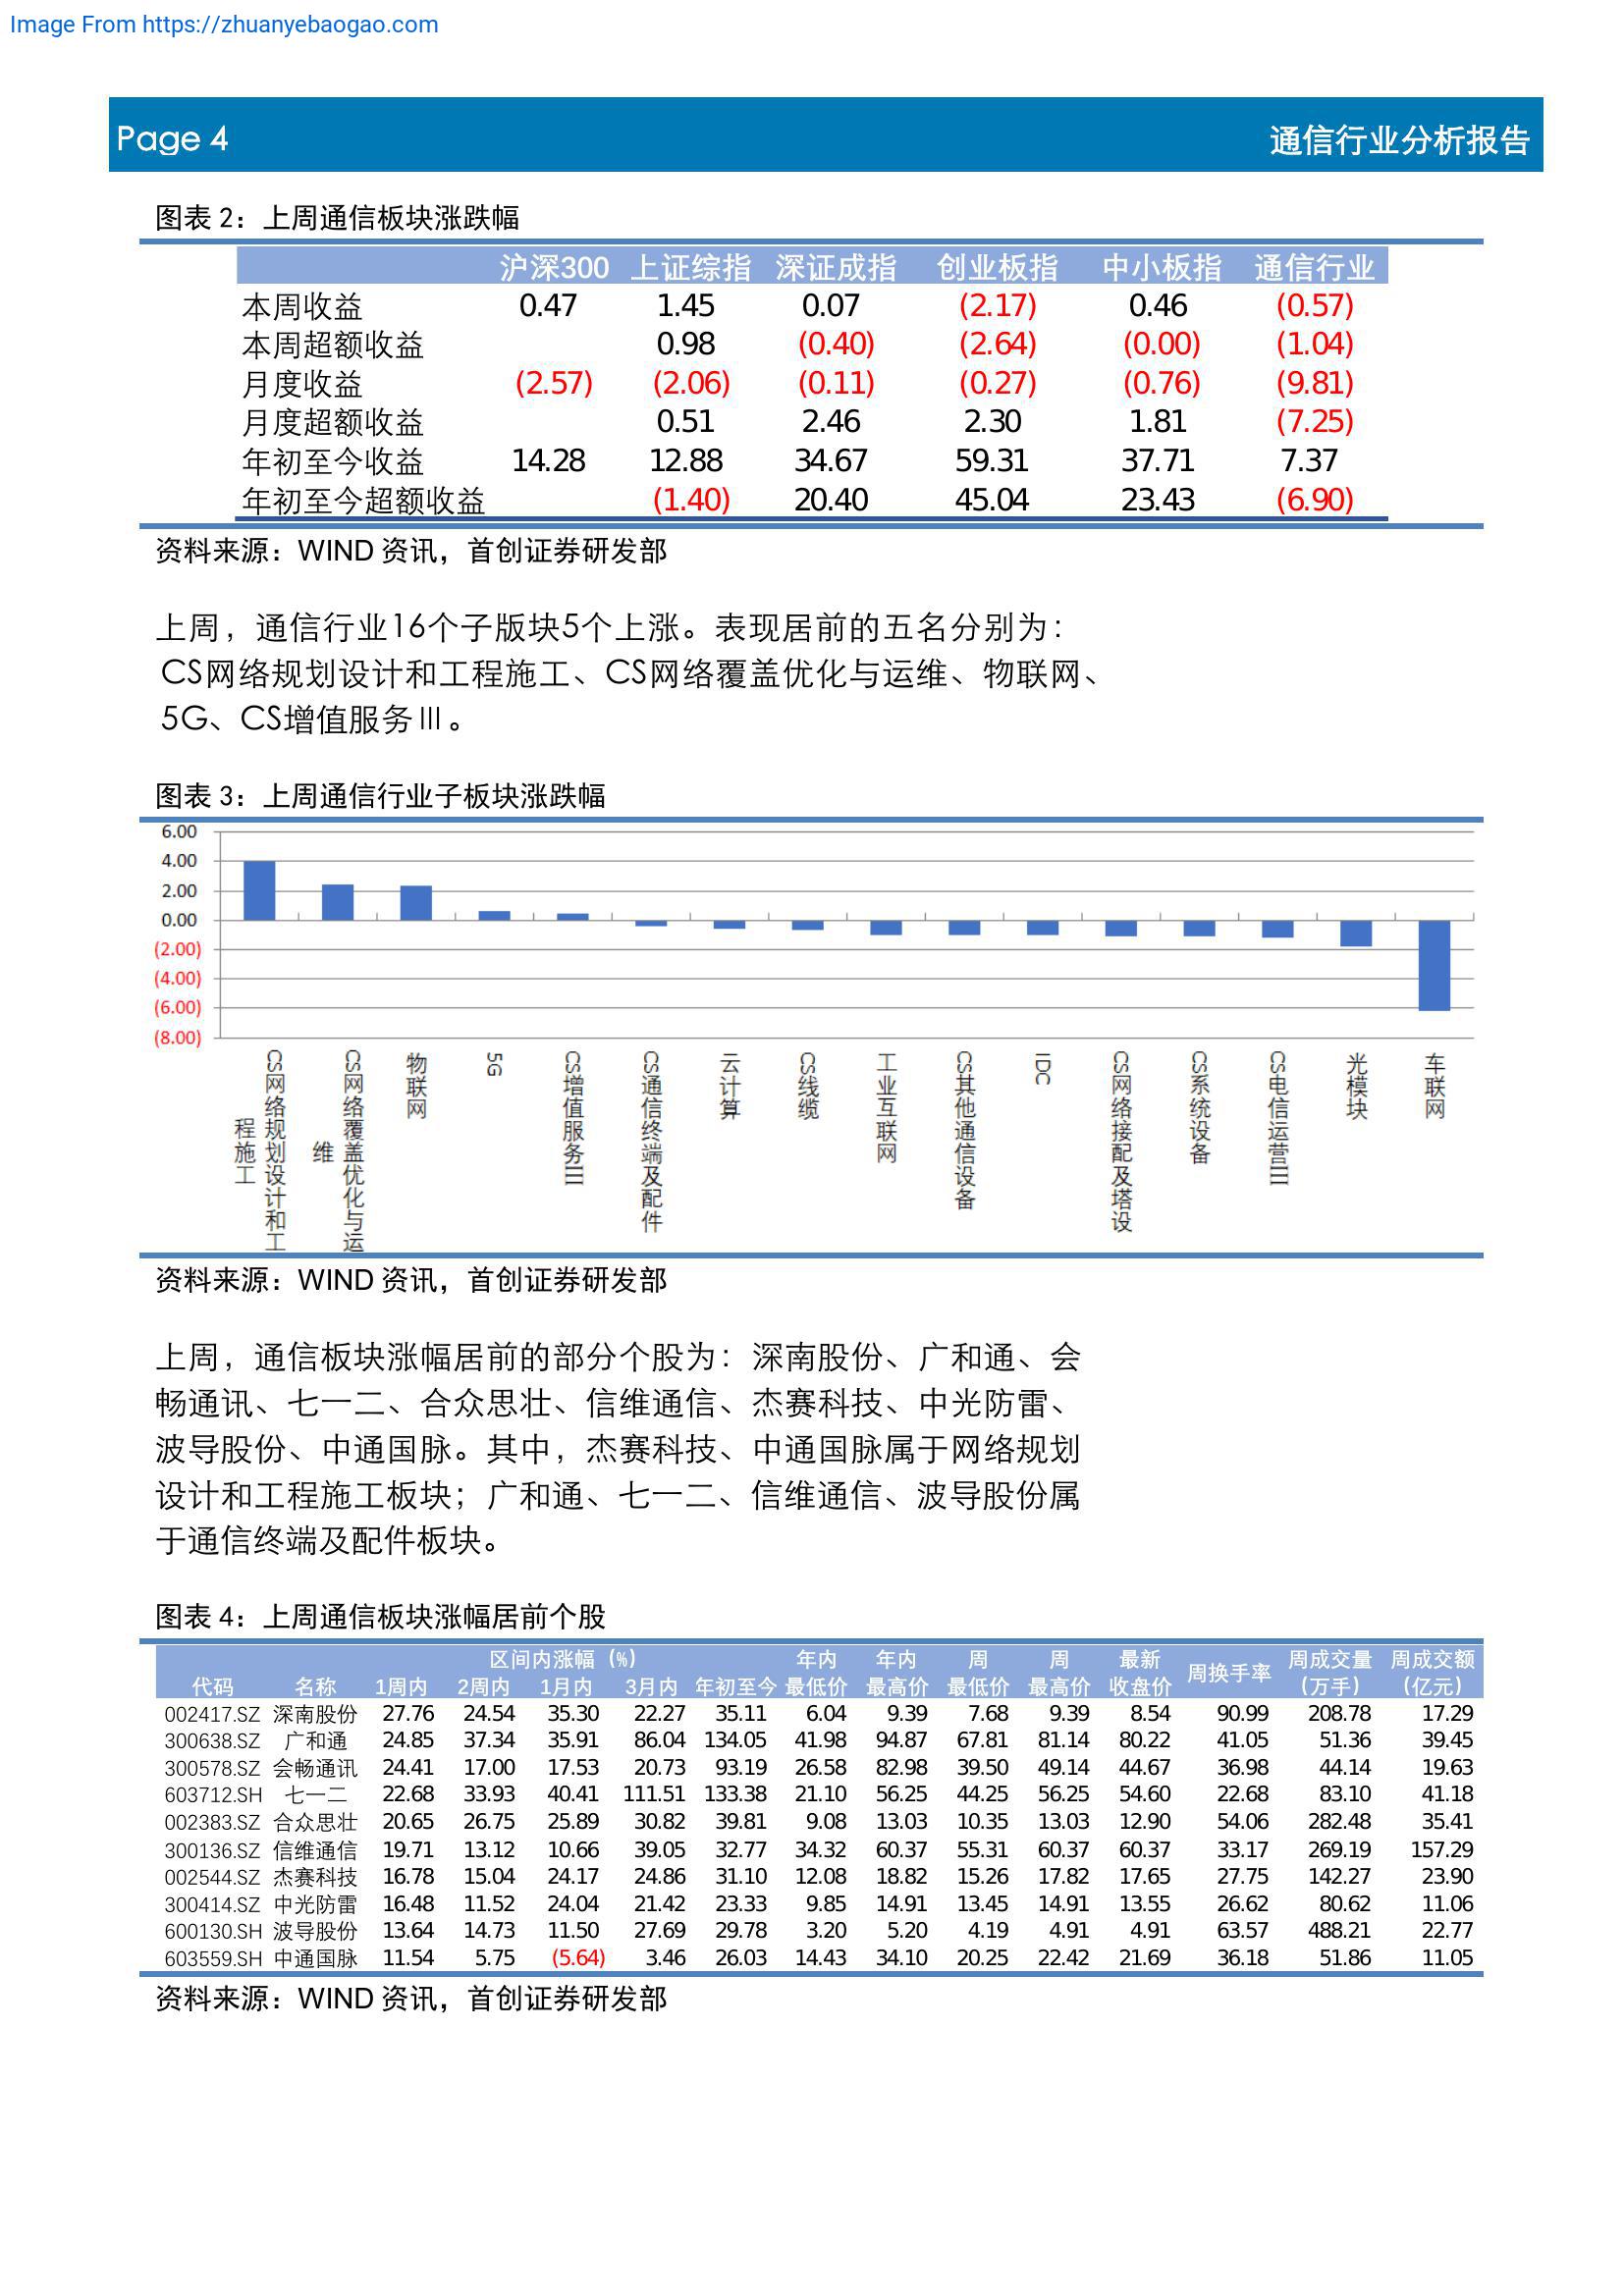 Image From https://zhuanyebaogao.com
Page 4 通信行业分析报告
图表 2：上周通信板块涨跌幅
沪深300 上证综指 深证成指 创业板指 中小板指 通信行业
本周收益 0.47 1.45 0.07 (2.17) 0.46 (0.57)
本周超额收益 0.98 (0.40) (2.64) (0.00) (1.04)
月度收益 (2.57) (2.06) (0.11) (0.27) (0.76) (9.81)
月度超额收益 0.51 2.46 2.30 1.81 (7.25)
年初至今收益 14.28 12.88 34.67 59.31 37.71 7.37
年初至今超额收益 (1.40) 20.40 45.04 23.43 (6.90)
资料来源：WIND 资讯，首创证券研发部
上周，通信行业16个子版块5个上涨。表现居前的五名分别为：
CS网络规划设计和工程施工、CS网络覆盖优化与运维、物联网、
5G、CS增值服务Ⅲ。
图表 3：上周通信行业子板块涨跌幅
6.00
4.00
2.00
0.00
(2.00)
(4.00)
(6.00)
(8.00)
CS网络规划设计和工
程施工
CS网络覆盖优化与运
维
物联网
5G
CS增值服务III
CS通信终端及配件
云计算
CS线缆
工业互联网
CS其他通信设备
IDC
CS网络接配及塔设
CS系统设备
CS电信运营III
光模块
车联网
资料来源：WIND 资讯，首创证券研发部
上周，通信板块涨幅居前的部分个股为：深南股份、广和通、会
畅通讯、七一二、合众思壮、信维通信、杰赛科技、中光防雷、
波导股份、中通国脉。其中，杰赛科技、中通国脉属于网络规划
设计和工程施工板块；广和通、七一二、信维通信、波导股份属
于通信终端及配件板块。
图表 4：上周通信板块涨幅居前个股
区间内涨幅（%） 年内 年内 周 周 最新 周换手率 周成交量 周成交额
代码 名称 1周内 2周内 1月内 3月内 年初至今 最低价 最高价 最低价 最高价 收盘价 （万手） （亿元）
002417.SZ 深南股份 27.76 24.54 35.30 22.27 35.11 6.04 9.39 7.68 9.39 8.54 90.99 208.78 17.29
300638.SZ 广和通 24.85 37.34 35.91 86.04 134.05 41.98 94.87 67.81 81.14 80.22 41.05 51.36 39.45
300578.SZ 会畅通讯 24.41 17.00 17.53 20.73 93.19 26.58 82.98 39.50 49.14 44.67 36.98 44.14 19.63
603712.SH 七一二 22.68 33.93 40.41 111.51 133.38 21.10 56.25 44.25 56.25 54.60 22.68 83.10 41.18
002383.SZ 合众思壮 20.65 26.75 25.89 30.82 39.81 9.08 13.03 10.35 13.03 12.90 54.06 282.48 35.41
300136.SZ 信维通信 19.71 13.12 10.66 39.05 32.77 34.32 60.37 55.31 60.37 60.37 33.17 269.19 157.29
002544.SZ 杰赛科技 16.78 15.04 24.17 24.86 31.10 12.08 18.82 15.26 17.82 17.65 27.75 142.27 23.90
300414.SZ 中光防雷 16.48 11.52 24.04 21.42 23.33 9.85 14.91 13.45 14.91 13.55 26.62 80.62 11.06
600130.SH 波导股份 13.64 14.73 11.50 27.69 29.78 3.20 5.20 4.19 4.91 4.91 63.57 488.21 22.77
603559.SH 中通国脉 11.54 5.75 (5.64) 3.46 26.03 14.43 34.10 20.25 22.42 21.69 36.18 51.86 11.05
资料来源：WIND 资讯，首创证券研发部